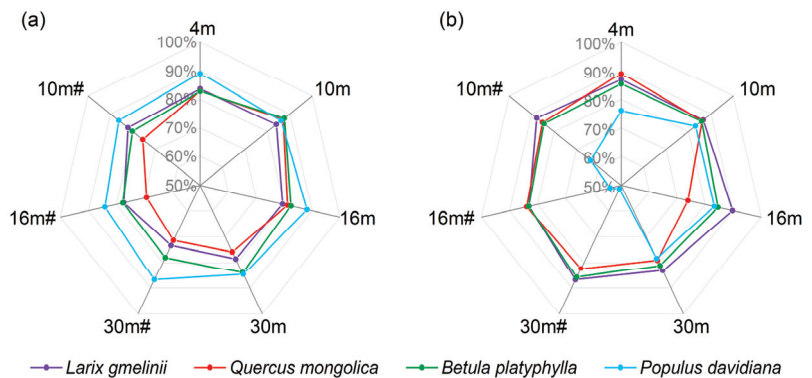 (a)
4m
100%
90%
80%
70%
60%
50%
10m
16m
30m
30m#
16m#
10m#
(b)
4m
100%
90%
80%
70%
60%
50%
10m
16m
30m
30m#
16m#
10m#
Larix gmelinii Quercus mongolica Betula platyphylla Populus davidiana